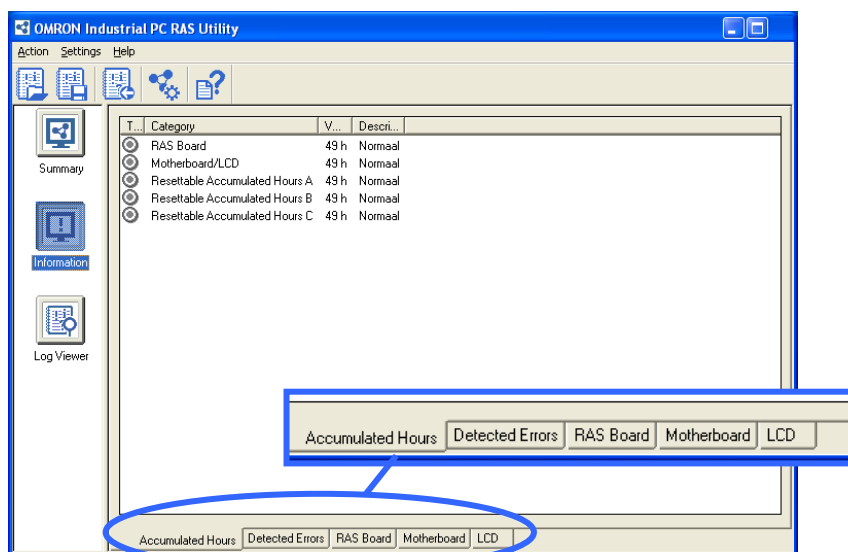 OMRON Industrial PC RAS Utility
Action Settings Help
T... Category V... Descri...
RAS Board 49 h Normaal
Motherboard/LCD 49 h Normaal
Resettable Accumulated Hours A 49 h Normaal
Resettable Accumulated Hours B 49 h Normaal
Resettable Accumulated Hours C 49 h Normaal
Summary
Information
Log Viewer
Accumulated Hours Detected Errors RAS Board Motherboard LCD
Accumulated Hours Detected Errors RAS Board Motherboard LCD